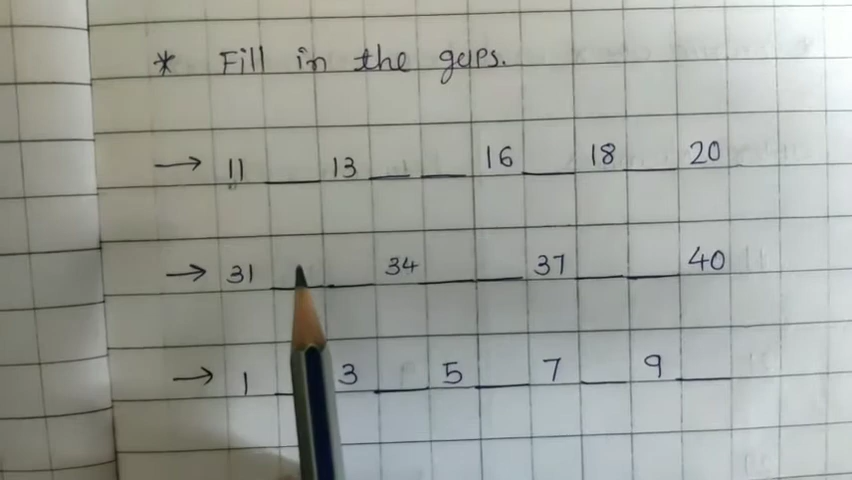 * Fill in the gaps.
→ 11 __ 13 __ __ 16 __ 18 __ 20
→ 31 __ __ 34 __ __ 37 __ __ 40
→ 1 __ 3 __ 5 __ 7 __ 9 __